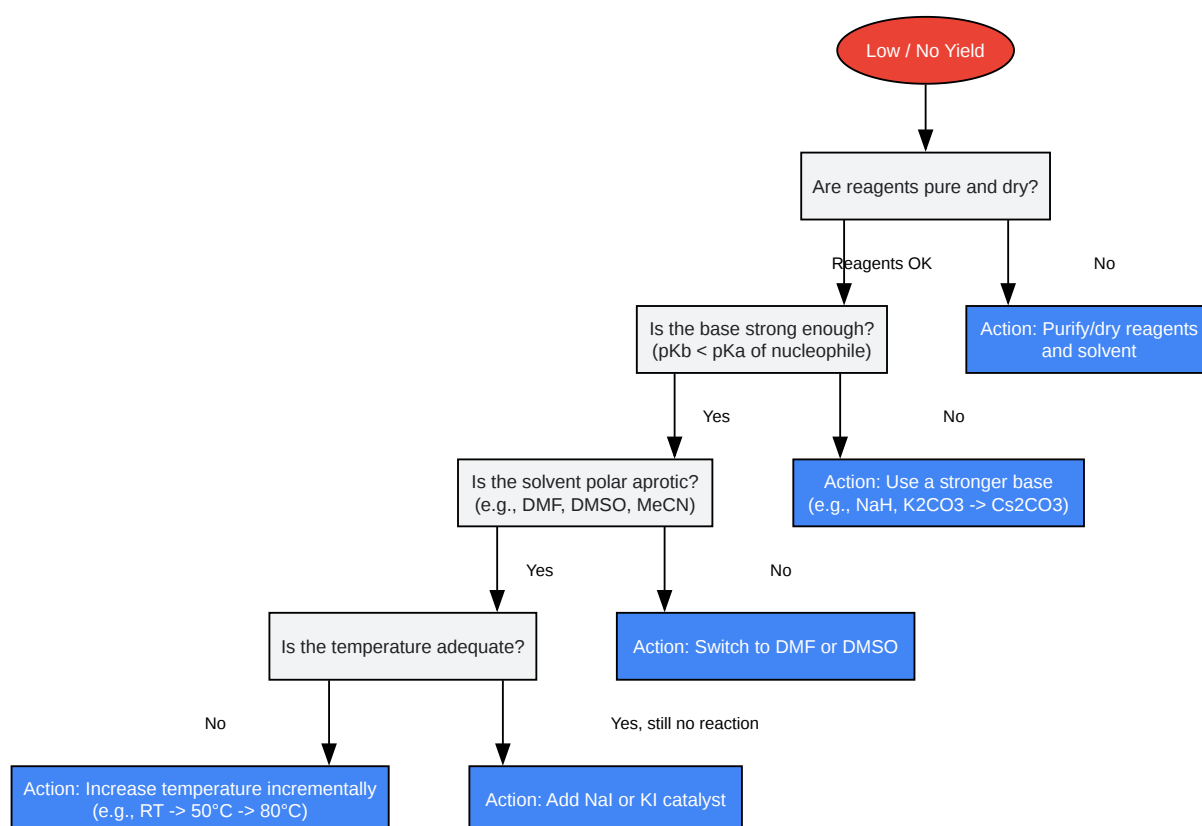 Low / No Yield
Are reagents pure and dry?
Reagents OK
No
Is the base strong enough?
(pKb < pKa of nucleophile)
Action: Purify/dry reagents
and solvent
Yes
No
Is the solvent polar aprotic?
(e.g., DMF, DMSO, MeCN)
Action: Use a stronger base
(e.g., NaH, K2CO3 -> Cs2CO3)
Yes
No
Is the temperature adequate?
Action: Switch to DMF or DMSO
No
Yes, still no reaction
Action: Increase temperature incrementally
(e.g., RT -> 50°C -> 80°C)
Action: Add NaI or KI catalyst